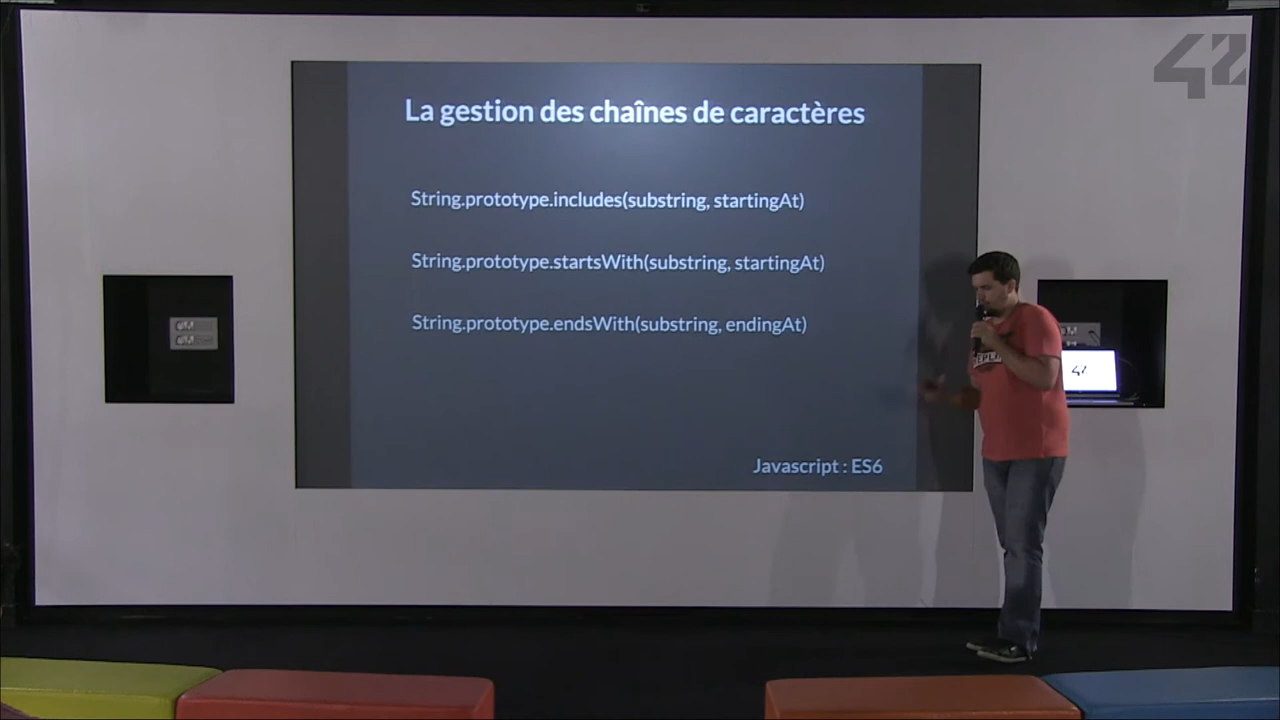 42
La gestion des chaînes de caractères
String.prototype.includes(substring, startingAt)
String.prototype.startsWith(substring, startingAt)
String.prototype.endsWith(substring, endingAt)
Javascript : ES6
42